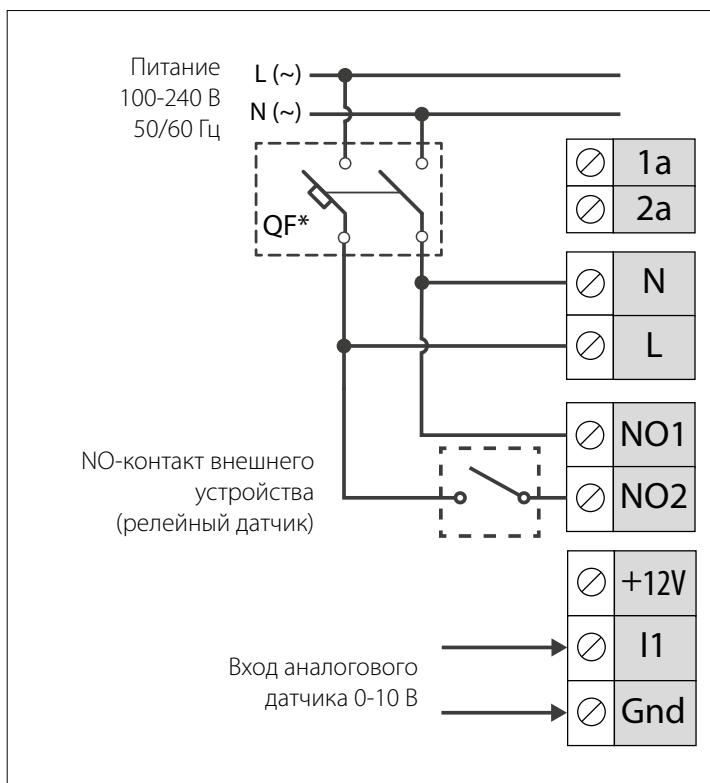 Питание
100-240 В
50/60 Гц
L (~)
N (~)
QF*
1a
2a
N
L
NO1
NO2
NO-контакт внешнего
устройства
(релейный датчик)
+12V
I1
Gnd
Вход аналогового
датчика 0-10 В